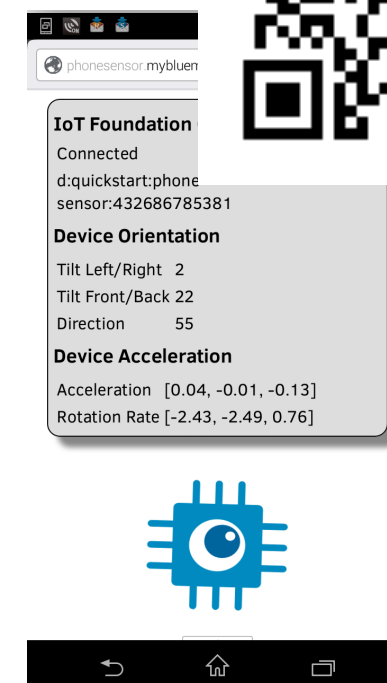 phonesensor.mybluem
IoT Foundation
Connected
d:quickstart:phone
sensor:432686785381
Device Orientation
Tilt Left/Right 2
Tilt Front/Back 22
Direction 55
Device Acceleration
Acceleration [0.04, -0.01, -0.13]
Rotation Rate [-2.43, -2.49, 0.76]